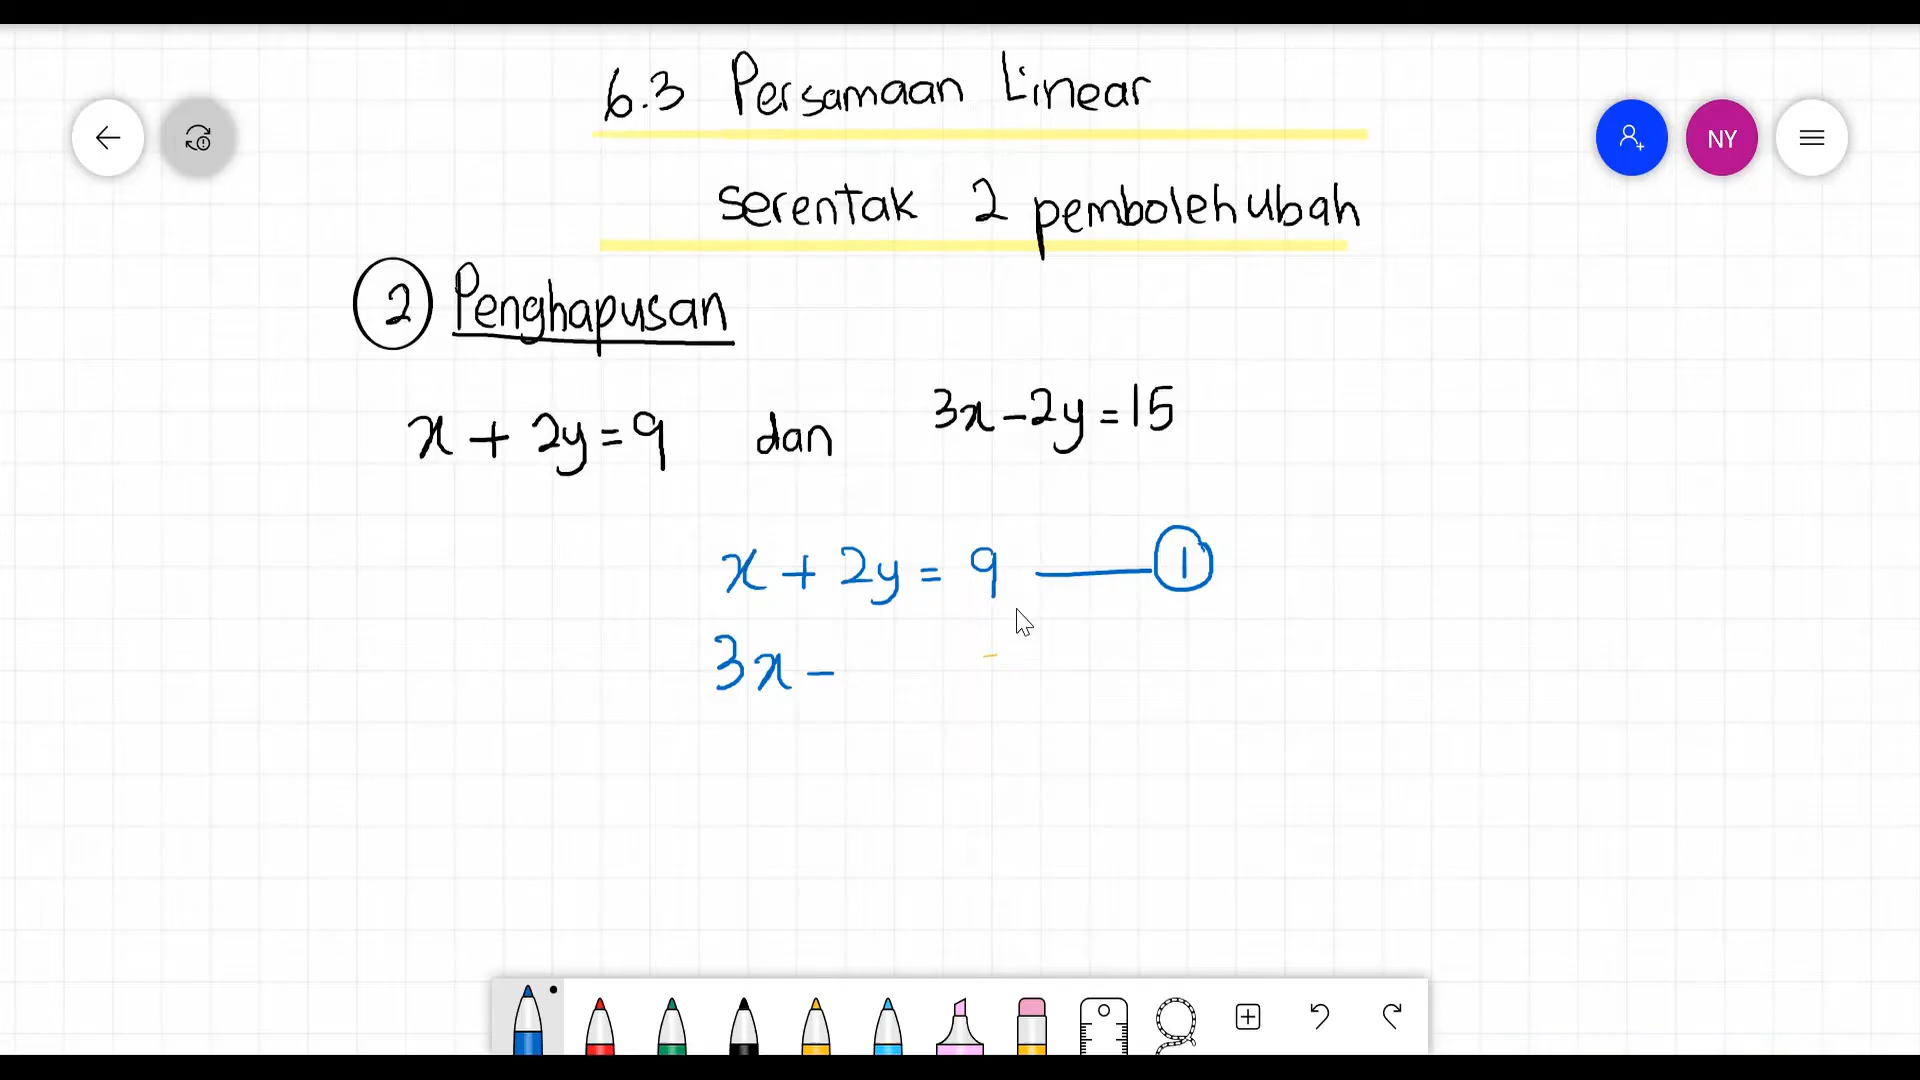 6.3 Persamaan Linear
serentak 2 pembolehubah
2 Penghapusan
x + 2y = 9 dan 3x - 2y = 15
x + 2y = 9 —— 1
3x -
NY